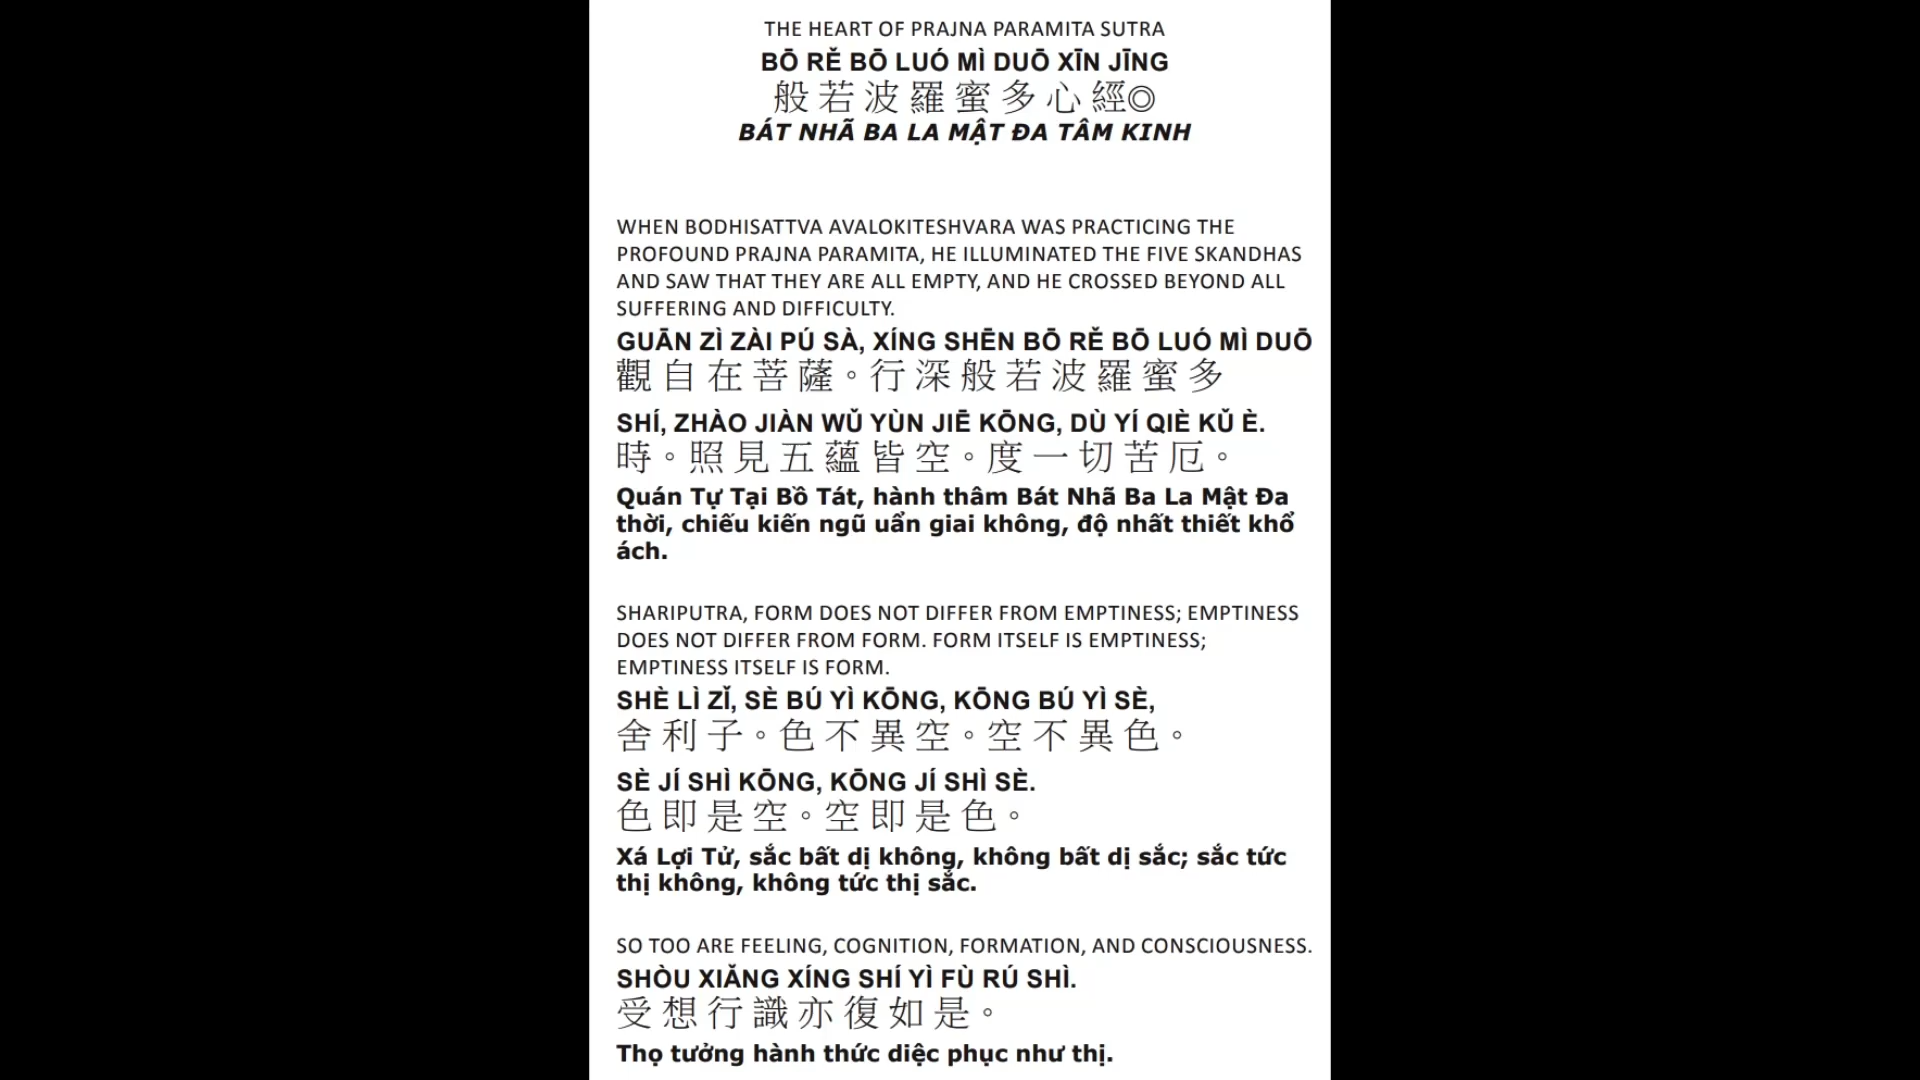 THE HEART OF PRAJNA PARAMITA SUTRA
BŌ RĚ BŌ LUÓ MÌ DUŌ XĪN JĪNG
般若波羅蜜多心經◎
BÁT NHÃ BA LA MẬT ĐA TÂM KINH
WHEN BODHISATTVA AVALOKITESHVARA WAS PRACTICING THE
PROFOUND PRAJNA PARAMITA, HE ILLUMINATED THE FIVE SKANDHAS
AND SAW THAT THEY ARE ALL EMPTY, AND HE CROSSED BEYOND ALL
SUFFERING AND DIFFICULTY.
GUĀN ZÌ ZÀI PÚ SÀ, XÍNG SHĒN BŌ RĚ BŌ LUÓ MÌ DUŌ
觀自在菩薩。行深般若波羅蜜多
SHÍ, ZHÀO JIÀN WǓ YÙN JIĒ KŌNG, DÙ YÍ QIÈ KǓ È.
時。照見五蘊皆空。度一切苦厄。
Quán Tự Tại Bồ Tát, hành thâm Bát Nhã Ba La Mật Đa
thời, chiếu kiến ngũ uẩn giai không, độ nhất thiết khổ
ách.
SHARIPUTRA, FORM DOES NOT DIFFER FROM EMPTINESS; EMPTINESS
DOES NOT DIFFER FROM FORM. FORM ITSELF IS EMPTINESS;
EMPTINESS ITSELF IS FORM.
SHÈ LÌ ZǏ, SÈ BÚ YÌ KŌNG, KŌNG BÚ YÌ SÈ,
舍利子。色不異空。空不異色。
SÈ JÍ SHÌ KŌNG, KŌNG JÍ SHÌ SÈ.
色即是空。空即是色。
Xá Lợi Tử, sắc bất dị không, không bất dị sắc; sắc tức
thị không, không tức thị sắc.
SO TOO ARE FEELING, COGNITION, FORMATION, AND CONSCIOUSNESS.
SHÒU XIǍNG XÍNG SHÍ YÌ FÙ RÚ SHÌ.
受想行識亦復如是。
Thọ tưởng hành thức diệc phục như thị.